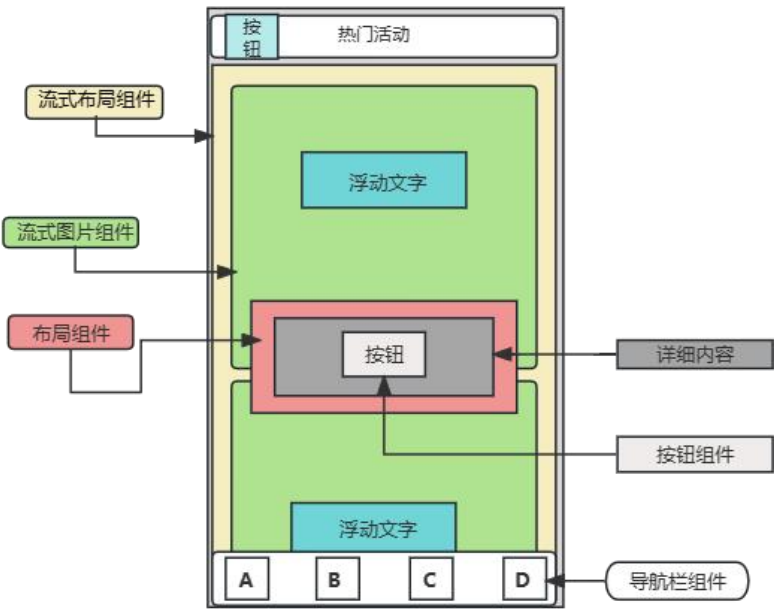 按
钮
热门活动
流式布局组件
浮动文字
流式图片组件
布局组件
按钮
详细内容
按钮组件
浮动文字
A
B
C
D
导航栏组件